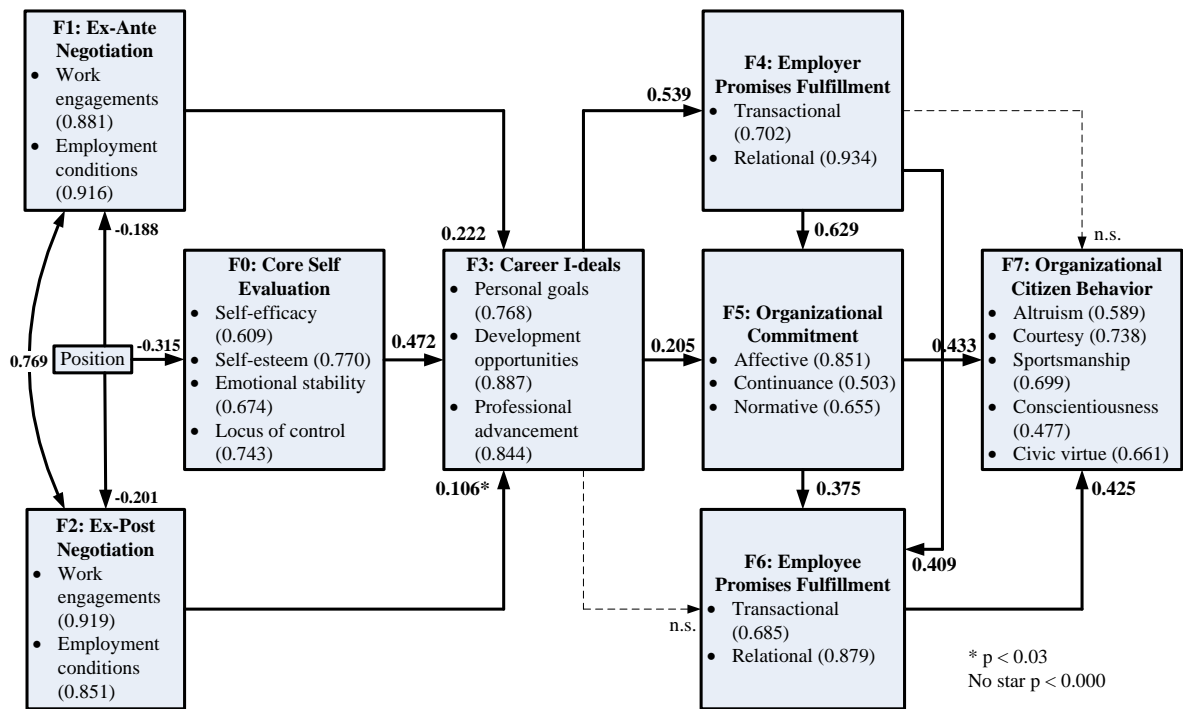 F1: Ex-Ante
Negotiation
• Work
engagements
(0.881)
• Employment
conditions
(0.916)
F4: Employer
Promises Fulfillment
• Transactional
(0.702)
• Relational (0.934)
0.539
-0.188
0.222
0.629
n.s.
0.769
Position
-0.315
F0: Core Self
Evaluation
• Self-efficacy
(0.609)
• Self-esteem (0.770)
• Emotional stability
(0.674)
• Locus of control
(0.743)
0.472
F3: Career I-deals
• Personal goals
(0.768)
• Development
opportunities
(0.887)
• Professional
advancement
(0.844)
0.205
F5: Organizational
Commitment
• Affective (0.851)
• Continuance (0.503)
• Normative (0.655)
0.433
F7: Organizational
Citizen Behavior
• Altruism (0.589)
• Courtesy (0.738)
• Sportsmanship
(0.699)
• Conscientiousness
(0.477)
• Civic virtue (0.661)
-0.201
0.106*
0.375
0.425
F2: Ex-Post
Negotiation
• Work
engagements
(0.919)
• Employment
conditions
(0.851)
n.s.
F6: Employee
Promises Fulfillment
• Transactional
(0.685)
• Relational (0.879)
0.409
* p < 0.03
No star p < 0.000